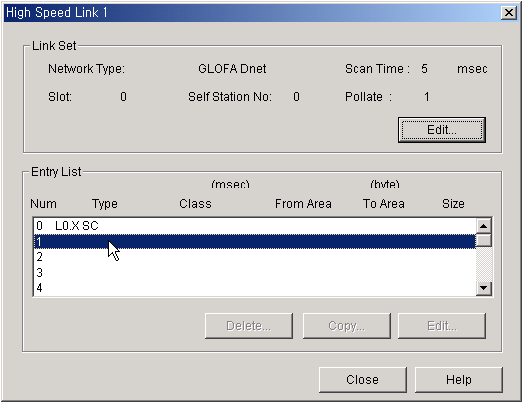 High Speed Link 1
Link Set
Network Type: GLOFA Dnet Scan Time : 5 msec
Slot: 0 Self Station No: 0 Pollate : 1
Edit...
Entry List
(msec) (byte)
Num Type Class From Area To Area Size
0 L0.X SC
1
2
3
4
Delete... Copy... Edit...
Close Help